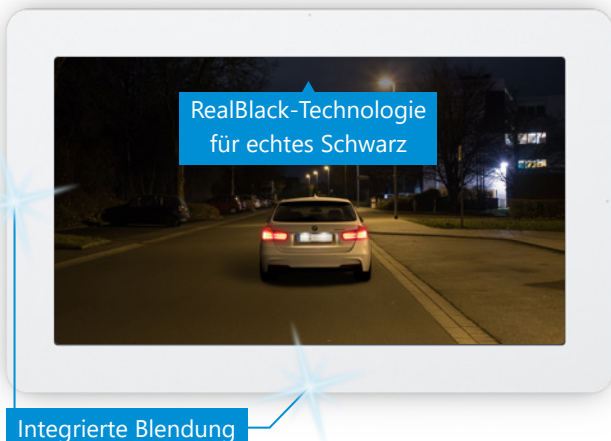 RealBlack-Technologie
für echtes Schwarz
Integrierte Blendung